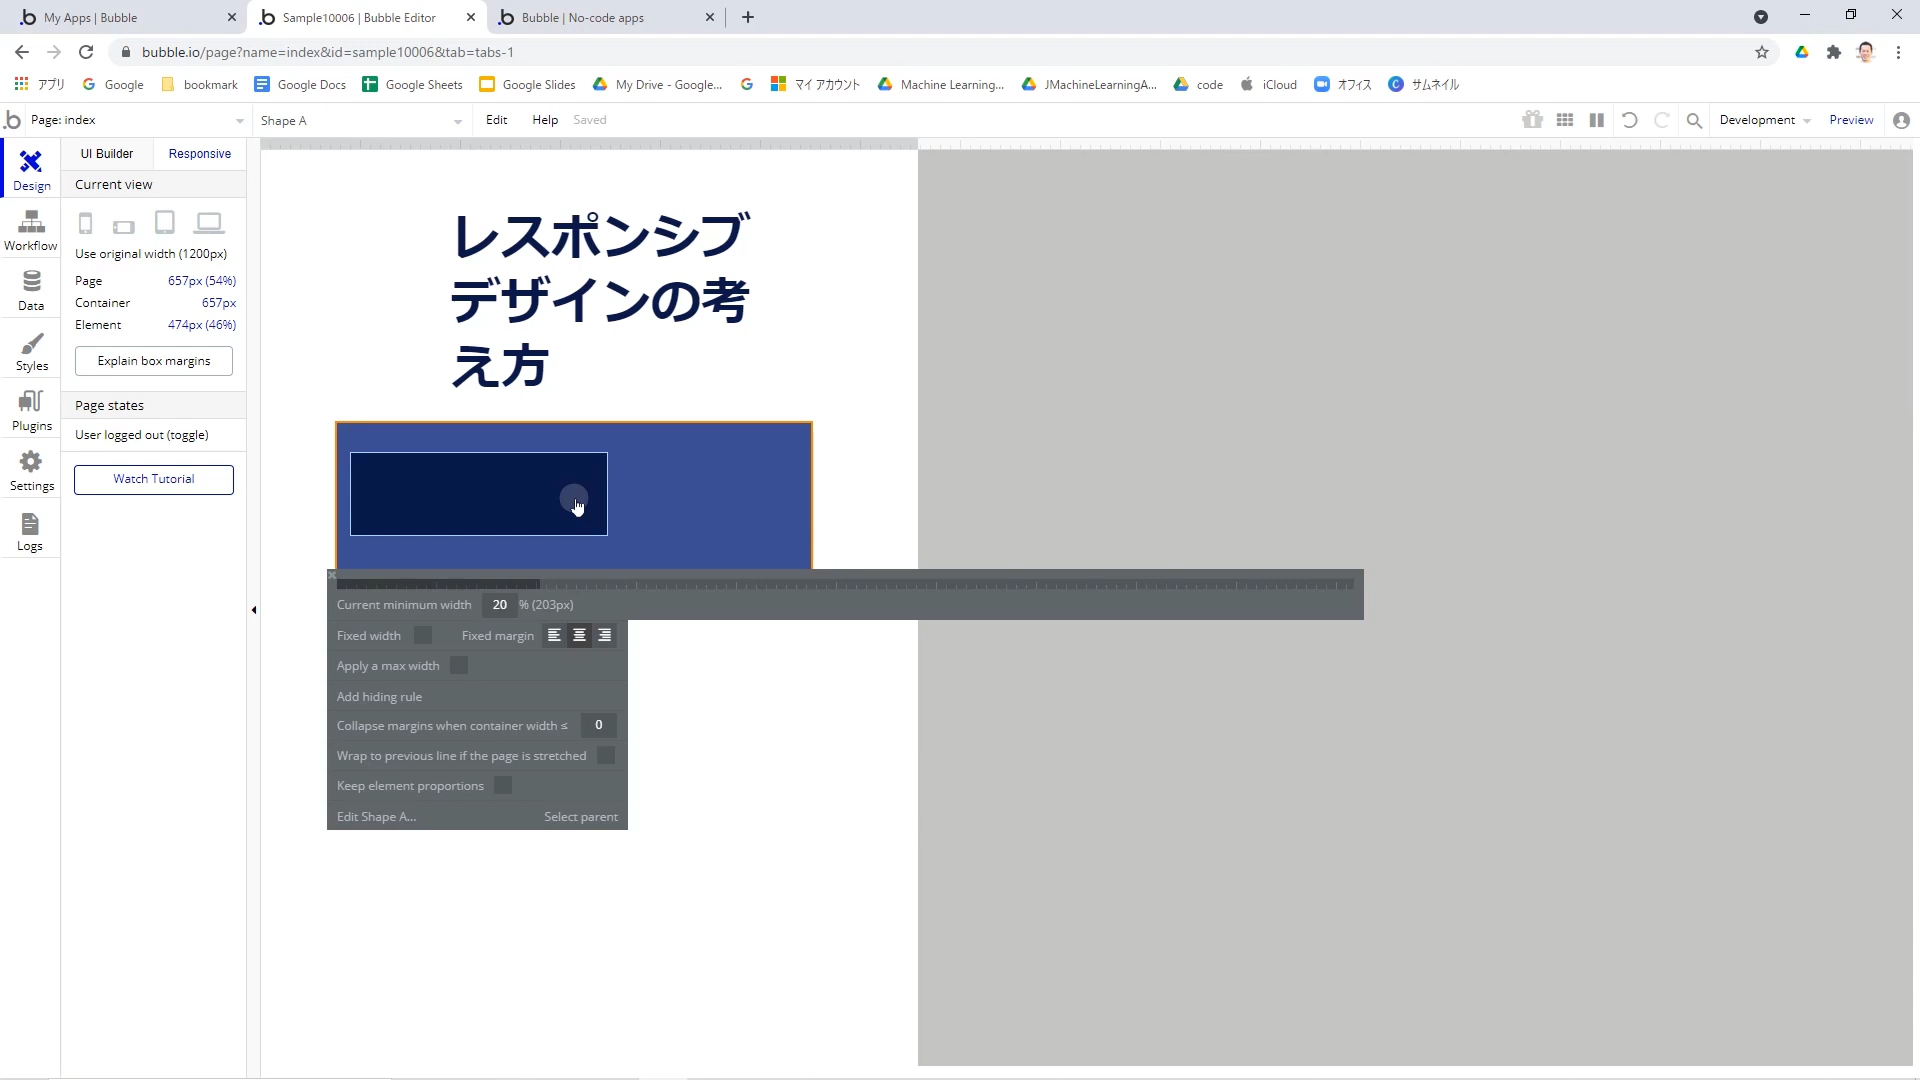 My Apps | Bubble
Sample10006 | Bubble Editor
Bubble | No-code apps
bubble.io/page?name=index&id=sample10006&tab=tabs-1
アプリ
Google
bookmark
Google Docs
Google Sheets
Google Slides
My Drive - Google...
マイ アカウント
Machine Learning...
JMachineLearningA...
code
iCloud
オフィス
サムネイル
Page: index
Shape A
Edit
Help
Saved
Development
Preview
UI Builder
Responsive
Design
Workflow
Data
Styles
Plugins
Settings
Logs
Current view
Use original width (1200px)
Page 657px (54%)
Container 657px
Element 474px (46%)
Explain box margins
Page states
User logged out (toggle)
Watch Tutorial
レスポンシブ
デザインの考
え方
Current minimum width 20 % (203px)
Fixed width Fixed margin
Apply a max width
Add hiding rule
Collapse margins when container width ≤ 0
Wrap to previous line if the page is stretched
Keep element proportions
Edit Shape A... Select parent